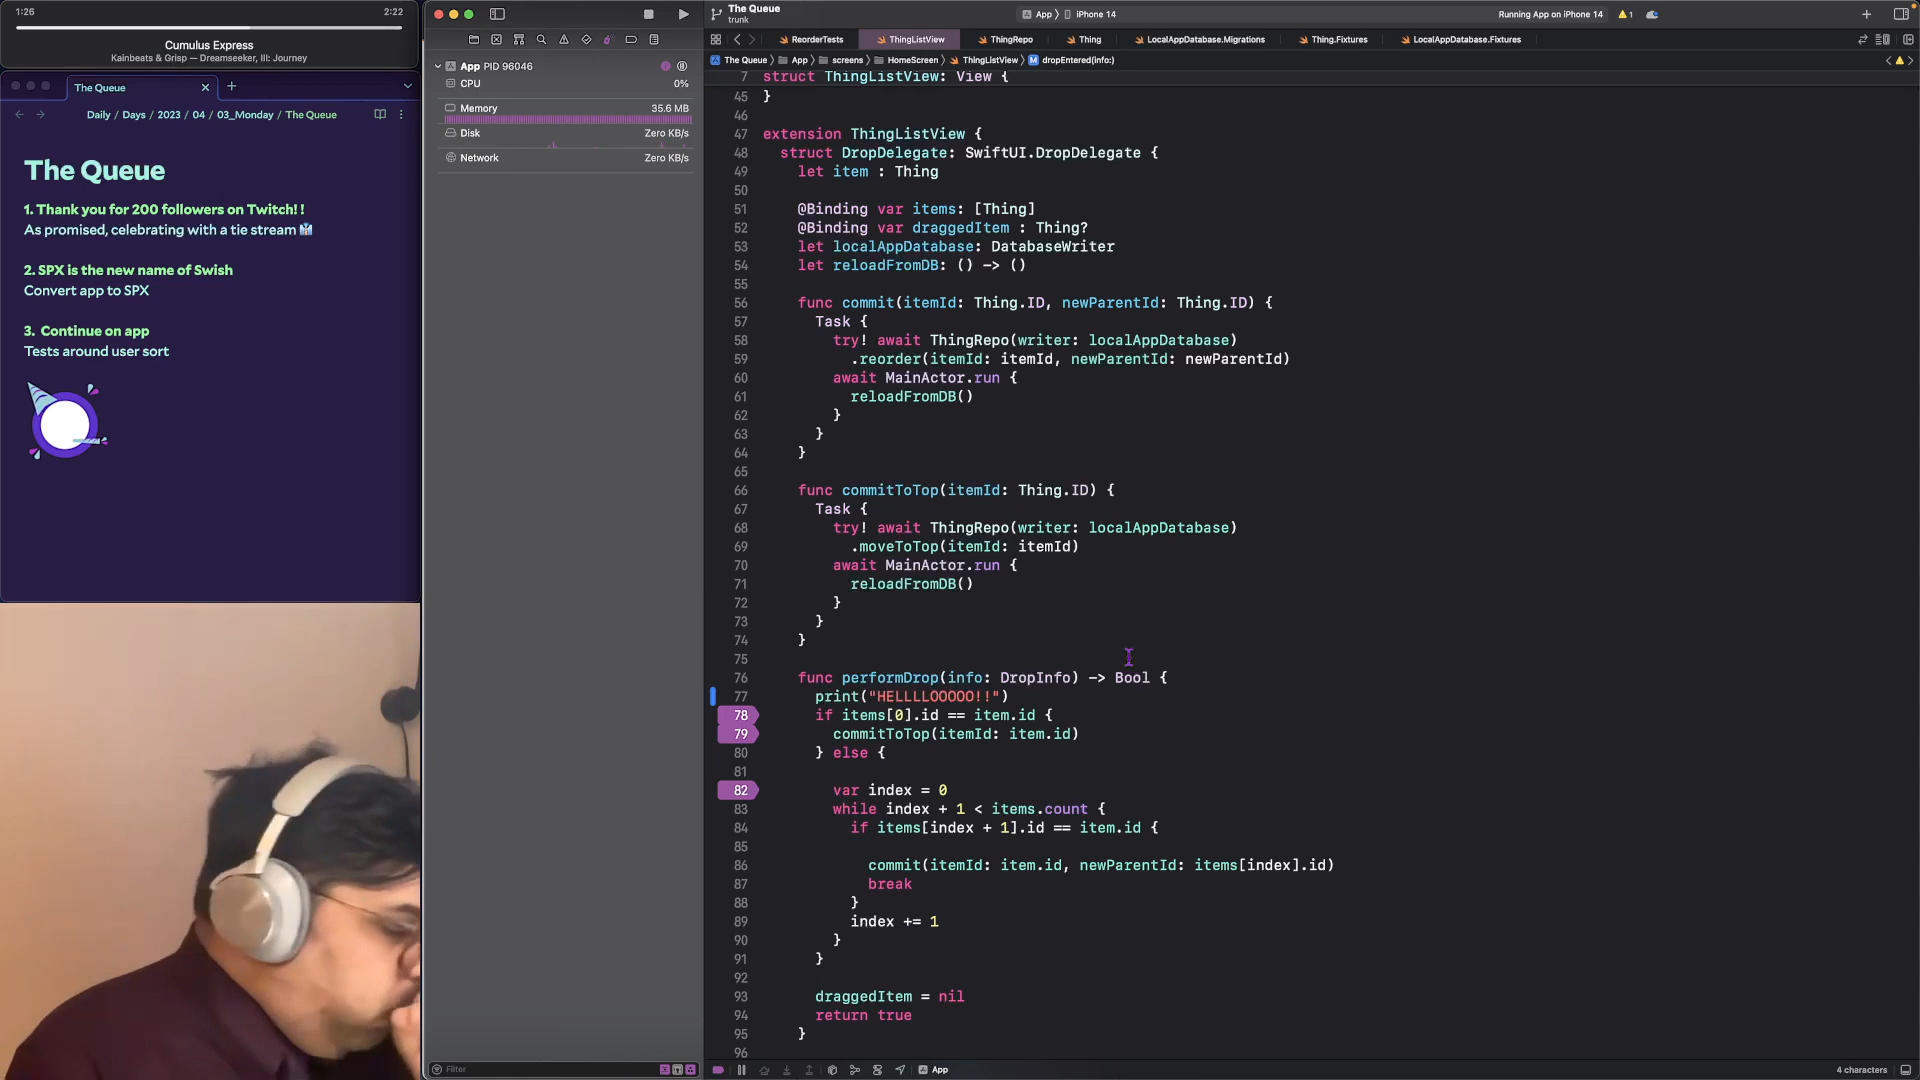 1:26
2:22
Cumulus Express
Kainbeats & Grisp — Dreamseeker, III: Journey
The Queue
Daily / Days / 2023 / 04 / 03_Monday / The Queue
The Queue
1. Thank you for 200 followers on Twitch! !
As promised, celebrating with a tie stream
2. SPX is the new name of Swish
Convert app to SPX
3. Continue on app
Tests around user sort
App PID 96046
CPU 0%
Memory 35.6 MB
Disk Zero KB/s
Network Zero KB/s
Filter
The Queue
trunk
App 〉 iPhone 14
Running App on iPhone 14
1
ReorderTests
ThingListView
ThingRepo
Thing
LocalAppDatabase.Migrations
Thing.Fixtures
LocalAppDatabase.Fixtures
The Queue 〉 App 〉 screens 〉 HomeScreen 〉 ThingListView 〉 M dropEntered(info:)
7 struct ThingListView: View {
45 }
46
47 extension ThingListView {
48 struct DropDelegate: SwiftUI.DropDelegate {
49 let item : Thing
50
51 @Binding var items: [Thing]
52 @Binding var draggedItem : Thing?
53 let localAppDatabase: DatabaseWriter
54 let reloadFromDB: () -> ()
55
56 func commit(itemId: Thing.ID, newParentId: Thing.ID) {
57 Task {
58 try! await ThingRepo(writer: localAppDatabase)
59 .reorder(itemId: itemId, newParentId: newParentId)
60 await MainActor.run {
61 reloadFromDB()
62 }
63 }
64 }
65
66 func commitToTop(itemId: Thing.ID) {
67 Task {
68 try! await ThingRepo(writer: localAppDatabase)
69 .moveToTop(itemId: itemId)
70 await MainActor.run {
71 reloadFromDB()
72 }
73 }
74 }
75
76 func performDrop(info: DropInfo) -> Bool {
77 print("HELLLLOOOOO!!")
78 if items[0].id == item.id {
79 commitToTop(itemId: item.id)
80 } else {
81
82 var index = 0
83 while index + 1 < items.count {
84 if items[index + 1].id == item.id {
85
86 commit(itemId: item.id, newParentId: items[index].id)
87 break
88 }
89 index += 1
90 }
91 }
92
93 draggedItem = nil
94 return true
95 }
96
App
4 characters